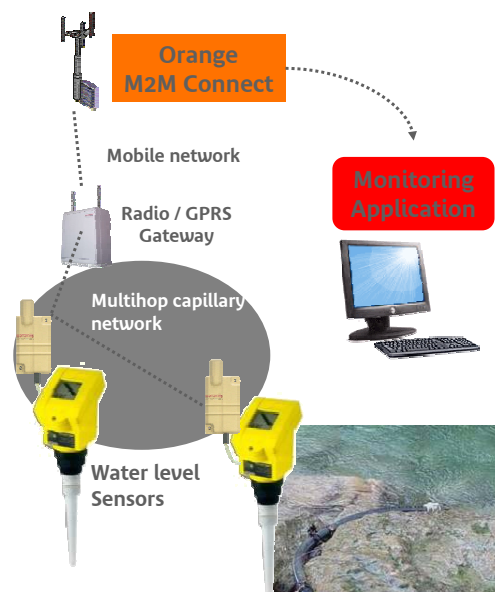 Orange
M2M Connect
Mobile network
Monitoring
Application
Radio / GPRS
Gateway
Multihop capillary
network
Water level
Sensors